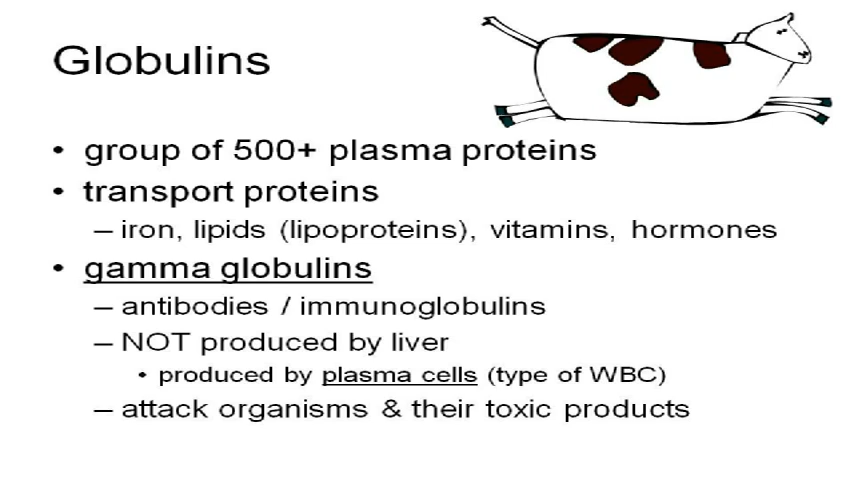 Globulins
• group of 500+ plasma proteins
• transport proteins
– iron, lipids (lipoproteins), vitamins, hormones
• gamma globulins
– antibodies / immunoglobulins
– NOT produced by liver
• produced by plasma cells (type of WBC)
– attack organisms & their toxic products